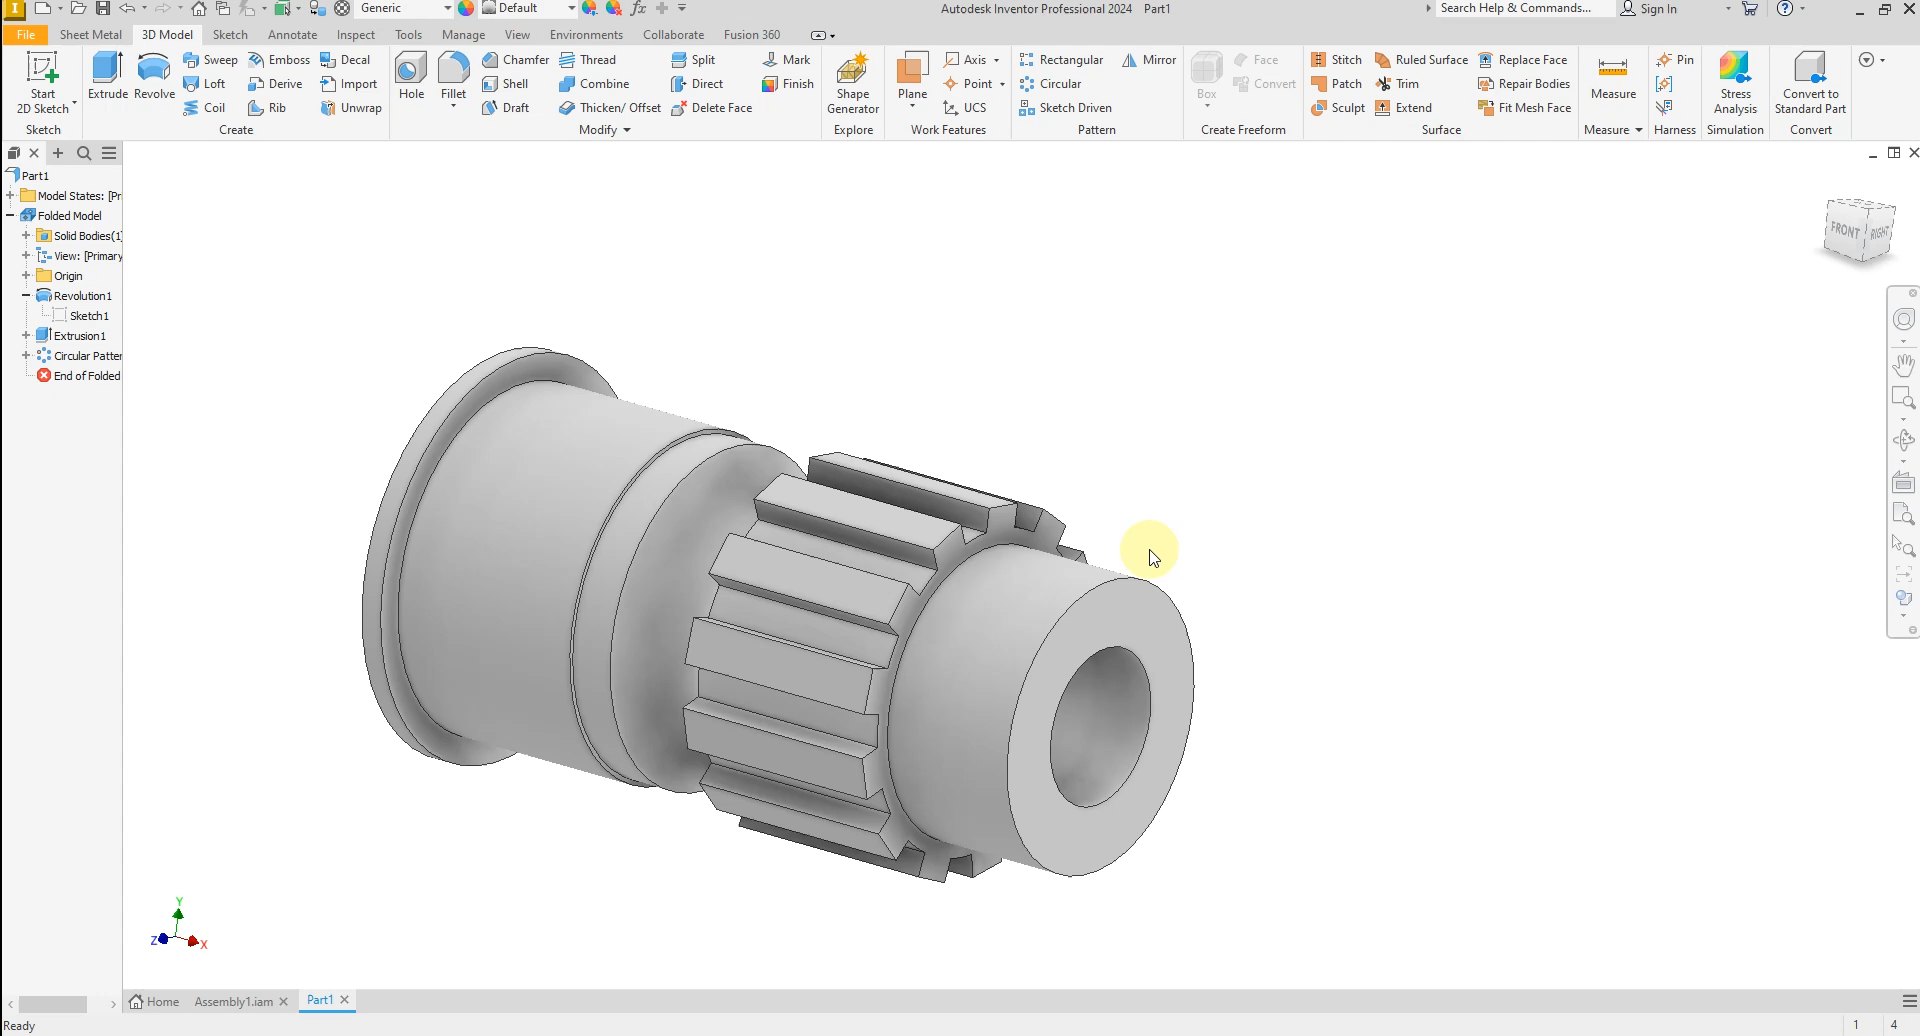 Generic
Default
Autodesk Inventor Professional 2024 Part1
Search Help & Commands...
Sign In
File Sheet Metal 3D Model Sketch Annotate Inspect Tools Manage View Environments Collaborate Fusion 360
Start
2D Sketch
Sketch
Extrude
Revolve
Sweep
Loft
Coil
Emboss
Derive
Rib
Decal
Import
Unwrap
Create
Hole
Fillet
Chamfer
Shell
Draft
Thread
Combine
Thicken/ Offset
Split
Direct
Delete Face
Mark
Finish
Modify
Shape
Generator
Explore
Plane
Axis
Point
UCS
Work Features
Rectangular
Circular
Sketch Driven
Mirror
Pattern
Box
Face
Convert
Create Freeform
Stitch
Patch
Sculpt
Ruled Surface
Trim
Extend
Replace Face
Repair Bodies
Fit Mesh Face
Surface
Measure
Measure
Pin
Harness
Stress
Analysis
Simulation
Convert to
Standard Part
Convert
Part1
Model States: [Pr
Folded Model
Solid Bodies(1)
View: [Primary
Origin
Revolution1
Sketch1
Extrusion1
Circular Patter
End of Folded
FRONT
RIGHT
Y
Z
X
Home
Assembly1.iam
Part1
Ready
1 4